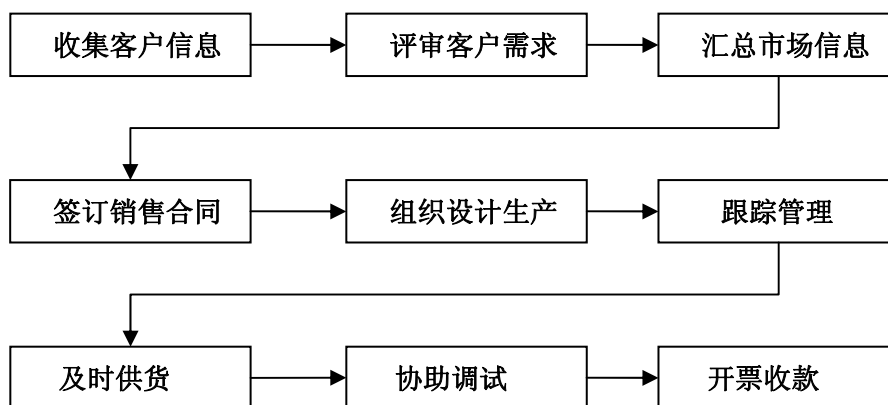 收集客户信息
评审客户需求
汇总市场信息
签订销售合同
组织设计生产
跟踪管理
及时供货
协助调试
开票收款